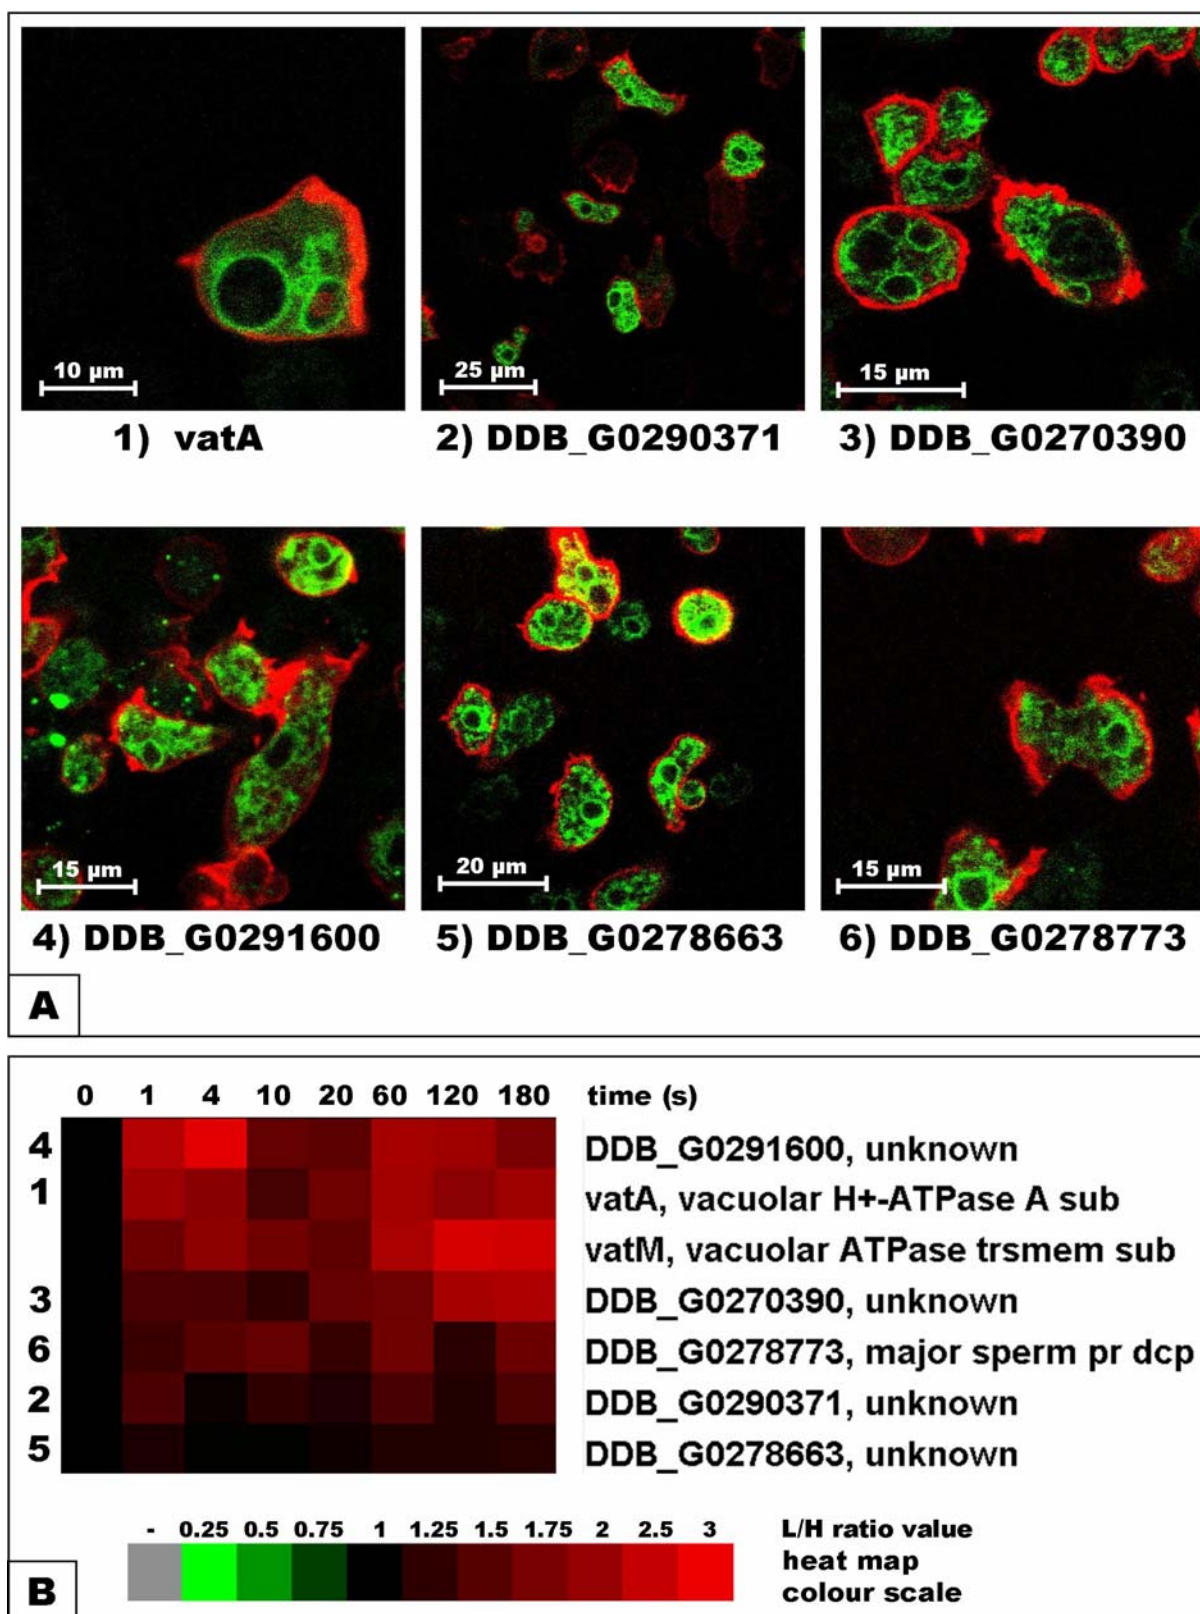 10 µm
25 µm
15 µm
1) vatA
2) DDB_G0290371
3) DDB_G0270390
15 µm
20 µm
15 µm
4) DDB_G0291600
5) DDB_G0278663
6) DDB_G0278773
A
0 1 4 10 20 60 120 180 time (s)
4 DDB_G0291600, unknown
1 vatA, vacuolar H+-ATPase A sub
vatM, vacuolar ATPase trsmem sub
3 DDB_G0270390, unknown
6 DDB_G0278773, major sperm pr dcp
2 DDB_G0290371, unknown
5 DDB_G0278663, unknown
- 0.25 0.5 0.75 1 1.25 1.5 1.75 2 2.5 3 L/H ratio value
heat map
colour scale
B